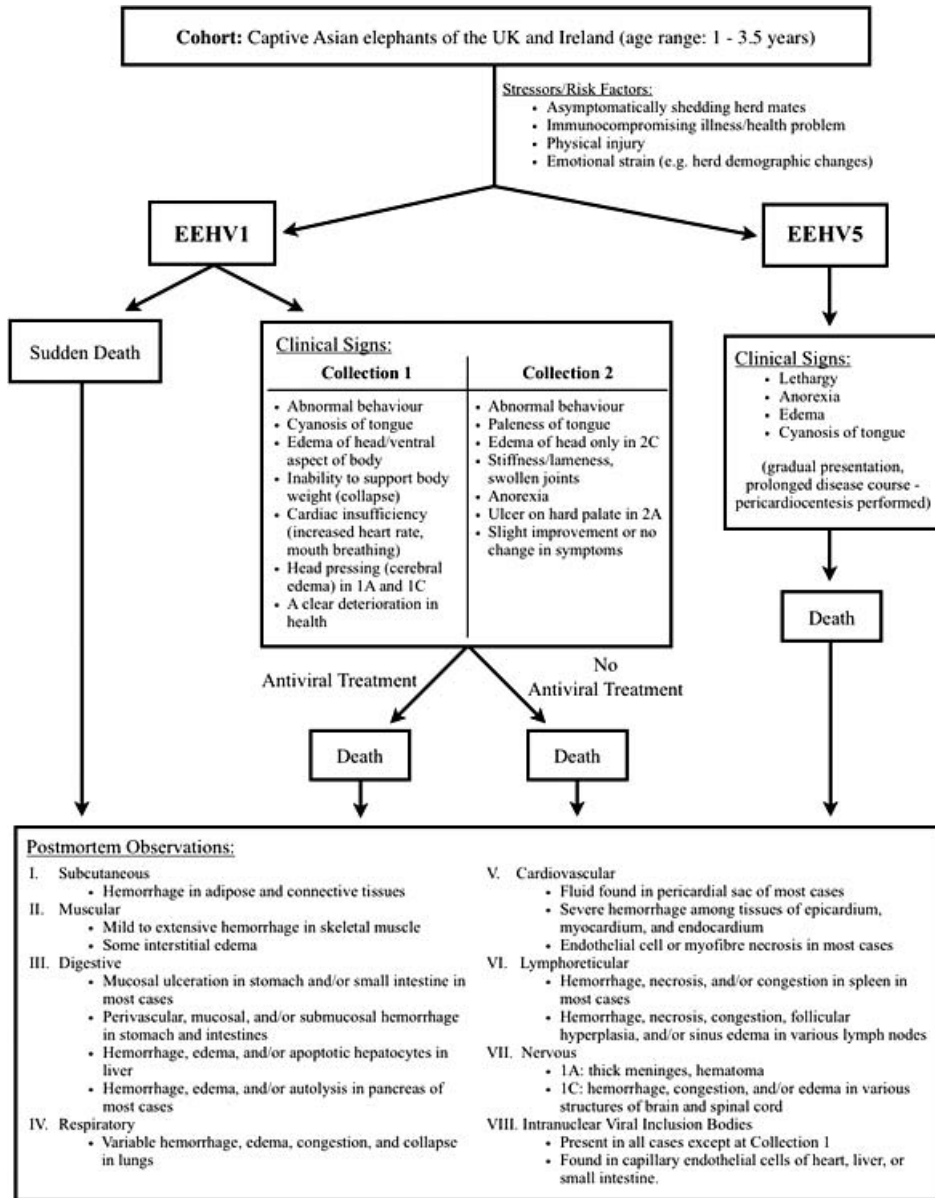 Cohort: Captive Asian elephants of the UK and Ireland (age range: 1 - 3.5 years)
Stressors/Risk Factors:
• Asymptomatically shedding herd mates
• Immunocompromising illness/health problem
• Physical injury
• Emotional strain (e.g. herd demographic changes)
EEHV1
EEHV5
Sudden Death
Clinical Signs:
Collection 1
• Abnormal behaviour
• Cyanosis of tongue
• Edema of head/ventral
aspect of body
• Inability to support body
weight (collapse)
• Cardiac insufficiency
(increased heart rate,
mouth breathing)
• Head pressing (cerebral
edema) in 1A and 1C
• A clear deterioration in
health
Collection 2
• Abnormal behaviour
• Paleness of tongue
• Edema of head only in 2C
• Stiffness/lameness,
swollen joints
• Anorexia
• Ulcer on hard palate in 2A
• Slight improvement or no
change in symptoms
Clinical Signs:
• Lethargy
• Anorexia
• Edema
• Cyanosis of tongue
(gradual presentation,
prolonged disease course -
pericardiocentesis performed)
Antiviral Treatment
No
Antiviral Treatment
Death
Death
Death
Postmortem Observations:
I. Subcutaneous
• Hemorrhage in adipose and connective tissues
II. Muscular
• Mild to extensive hemorrhage in skeletal muscle
• Some interstitial edema
III. Digestive
• Mucosal ulceration in stomach and/or small intestine in
most cases
• Perivascular, mucosal, and/or submucosal hemorrhage
in stomach and intestines
• Hemorrhage, edema, and/or apoptotic hepatocytes in
liver
• Hemorrhage, edema, and/or autolysis in pancreas of
most cases
IV. Respiratory
• Variable hemorrhage, edema, congestion, and collapse
in lungs
V. Cardiovascular
• Fluid found in pericardial sac of most cases
• Severe hemorrhage among tissues of epicardium,
myocardium, and endocardium
• Endothelial cell or myofibre necrosis in most cases
VI. Lymphoreticular
• Hemorrhage, necrosis, and/or congestion in spleen in
most cases
• Hemorrhage, necrosis, congestion, follicular
hyperplasia, and/or sinus edema in various lymph nodes
VII. Nervous
• 1A: thick meninges, hematoma
• 1C: hemorrhage, congestion, and/or edema in various
structures of brain and spinal cord
VIII. Intranuclear Viral Inclusion Bodies
• Present in all cases except at Collection 1
• Found in capillary endothelial cells of heart, liver, or
small intestine.